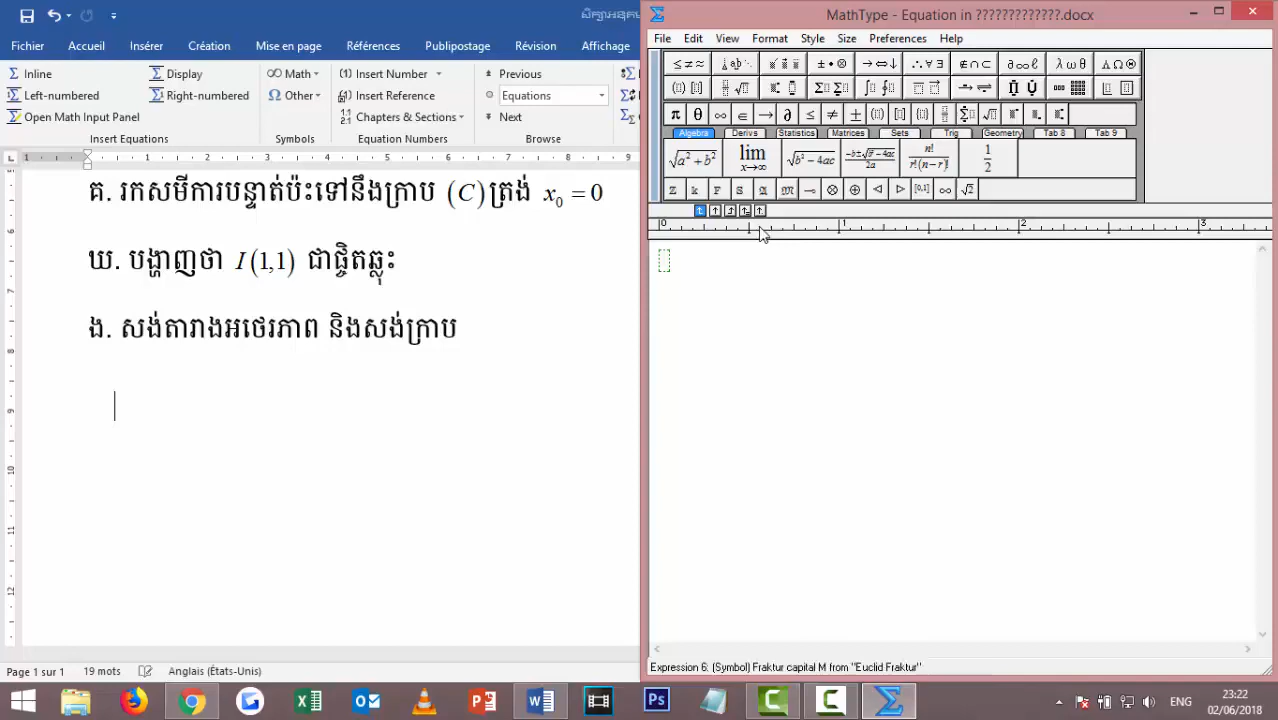 សិក្សាអនុគ
MathType - Equation in ?????????????.docx
Fichier Accueil Insérer Création Mise en page Références Publipostage Révision Affichage
File Edit View Format Style Size Preferences Help
Inline Display Math Insert Number Previous
Left-numbered Right-numbered Other Insert Reference Equations
Open Math Input Panel Chapters & Sections Next
Insert Equations Symbols Equation Numbers Browse
Algebra Derivs Statistics Matrices Sets Trig Geometry Tab 8 Tab 9
គ. រកសមីការបន្ទាត់ប៉ះទៅនឹងក្រាប (C) ត្រង់ x₀ = 0
ឃ. បង្ហាញថា I(1,1) ជាផ្ចិតឆ្លុះ
ង. សង់តារាងអថេរភាព និងសង់ក្រាប
Page 1 sur 1 19 mots Anglais (États-Unis)
Expression 6: (Symbol) Fraktur capital M from "Euclid Fraktur"
ENG
23:22
02/06/2018